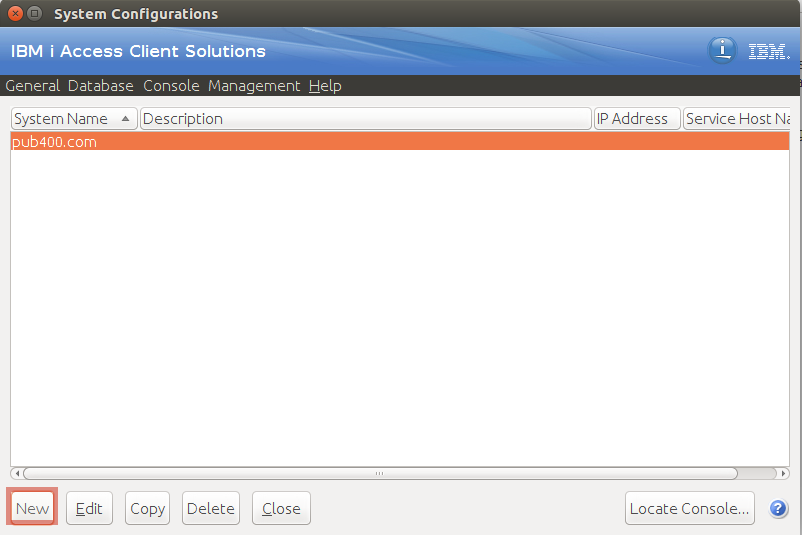 System Configurations
IBM i Access Client Solutions
i IBM.
General Database Console Management Help
System Name Description IP Address Service Host Na
pub400.com
New Edit Copy Delete Close Locate Console... ?